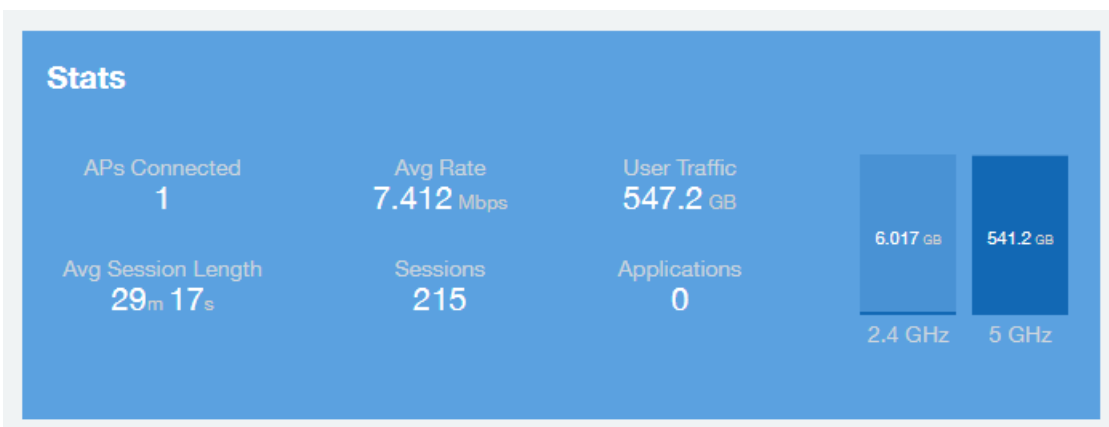 Stats
APs Connected
1
Avg Rate
7.412 Mbps
User Traffic
547.2 GB
Avg Session Length
29m 17s
Sessions
215
Applications
0
6.017 GB
2.4 GHz
541.2 GB
5 GHz